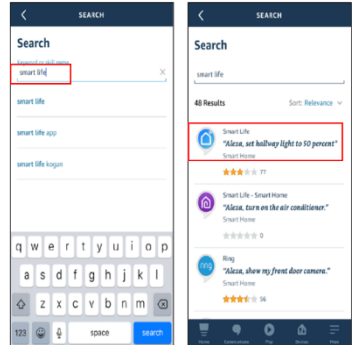 SEARCH
Search
Keyword or skill name
smart life
smart life
smart life app
smart life kogan
q w e r t y u i o p
a s d f g h j k l
z x c v b n m
123 space search
SEARCH
Search
smart life
48 Results Sort: Relevance
Smart Life
"Alexa, set hallway light to 50 percent"
Smart Home
77
Smart Life - Smart Home
"Alexa, turn on the air conditioner."
Smart Home
0
Ring
ring
"Alexa, show my front door camera."
Smart Home
56
Home Communicate Play Devices More